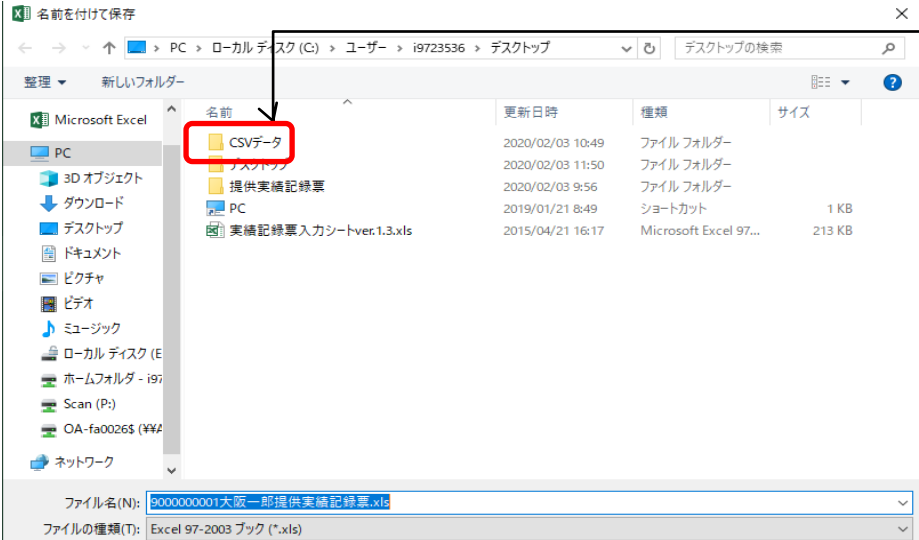 名前を付けて保存
PC › ローカル ディスク (C:) › ユーザー › i9723536 › デスクトップ
デスクトップの検索
整理 新しいフォルダー
名前 更新日時 種類 サイズ
CSVデータ 2020/02/03 10:49 ファイル フォルダー
デスクトップ 2020/02/03 11:50 ファイル フォルダー
提供実績記録票 2020/02/03 9:56 ファイル フォルダー
PC 2019/01/21 8:49 ショートカット 1 KB
実績記録票入力シートver.1.3.xls 2015/04/21 16:17 Microsoft Excel 97... 213 KB
Microsoft Excel
PC
3D オブジェクト
ダウンロード
デスクトップ
ドキュメント
ピクチャ
ビデオ
ミュージック
ローカル ディスク (E
ホームフォルダ - i97
Scan (P:)
OA-fa0026$ (¥¥A
ネットワーク
ファイル名(N): 9000000001大阪一郎提供実績記録票.xls
ファイルの種類(T): Excel 97-2003 ブック (*.xls)